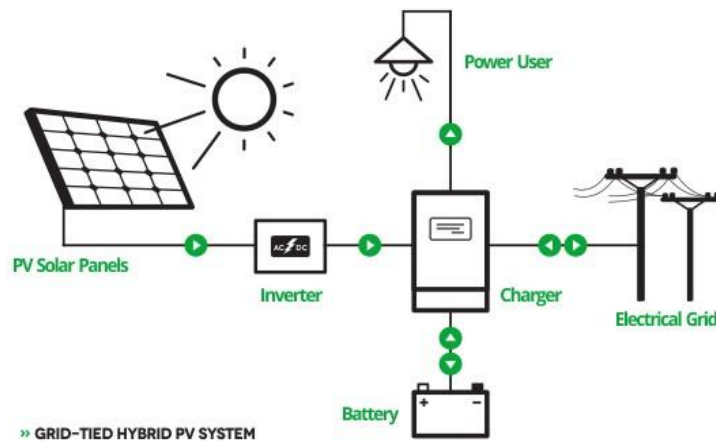 Power User
PV Solar Panels
AC DC
Inverter
Charger
Electrical Grid
Battery
+ −
» GRID-TIED HYBRID PV SYSTEM